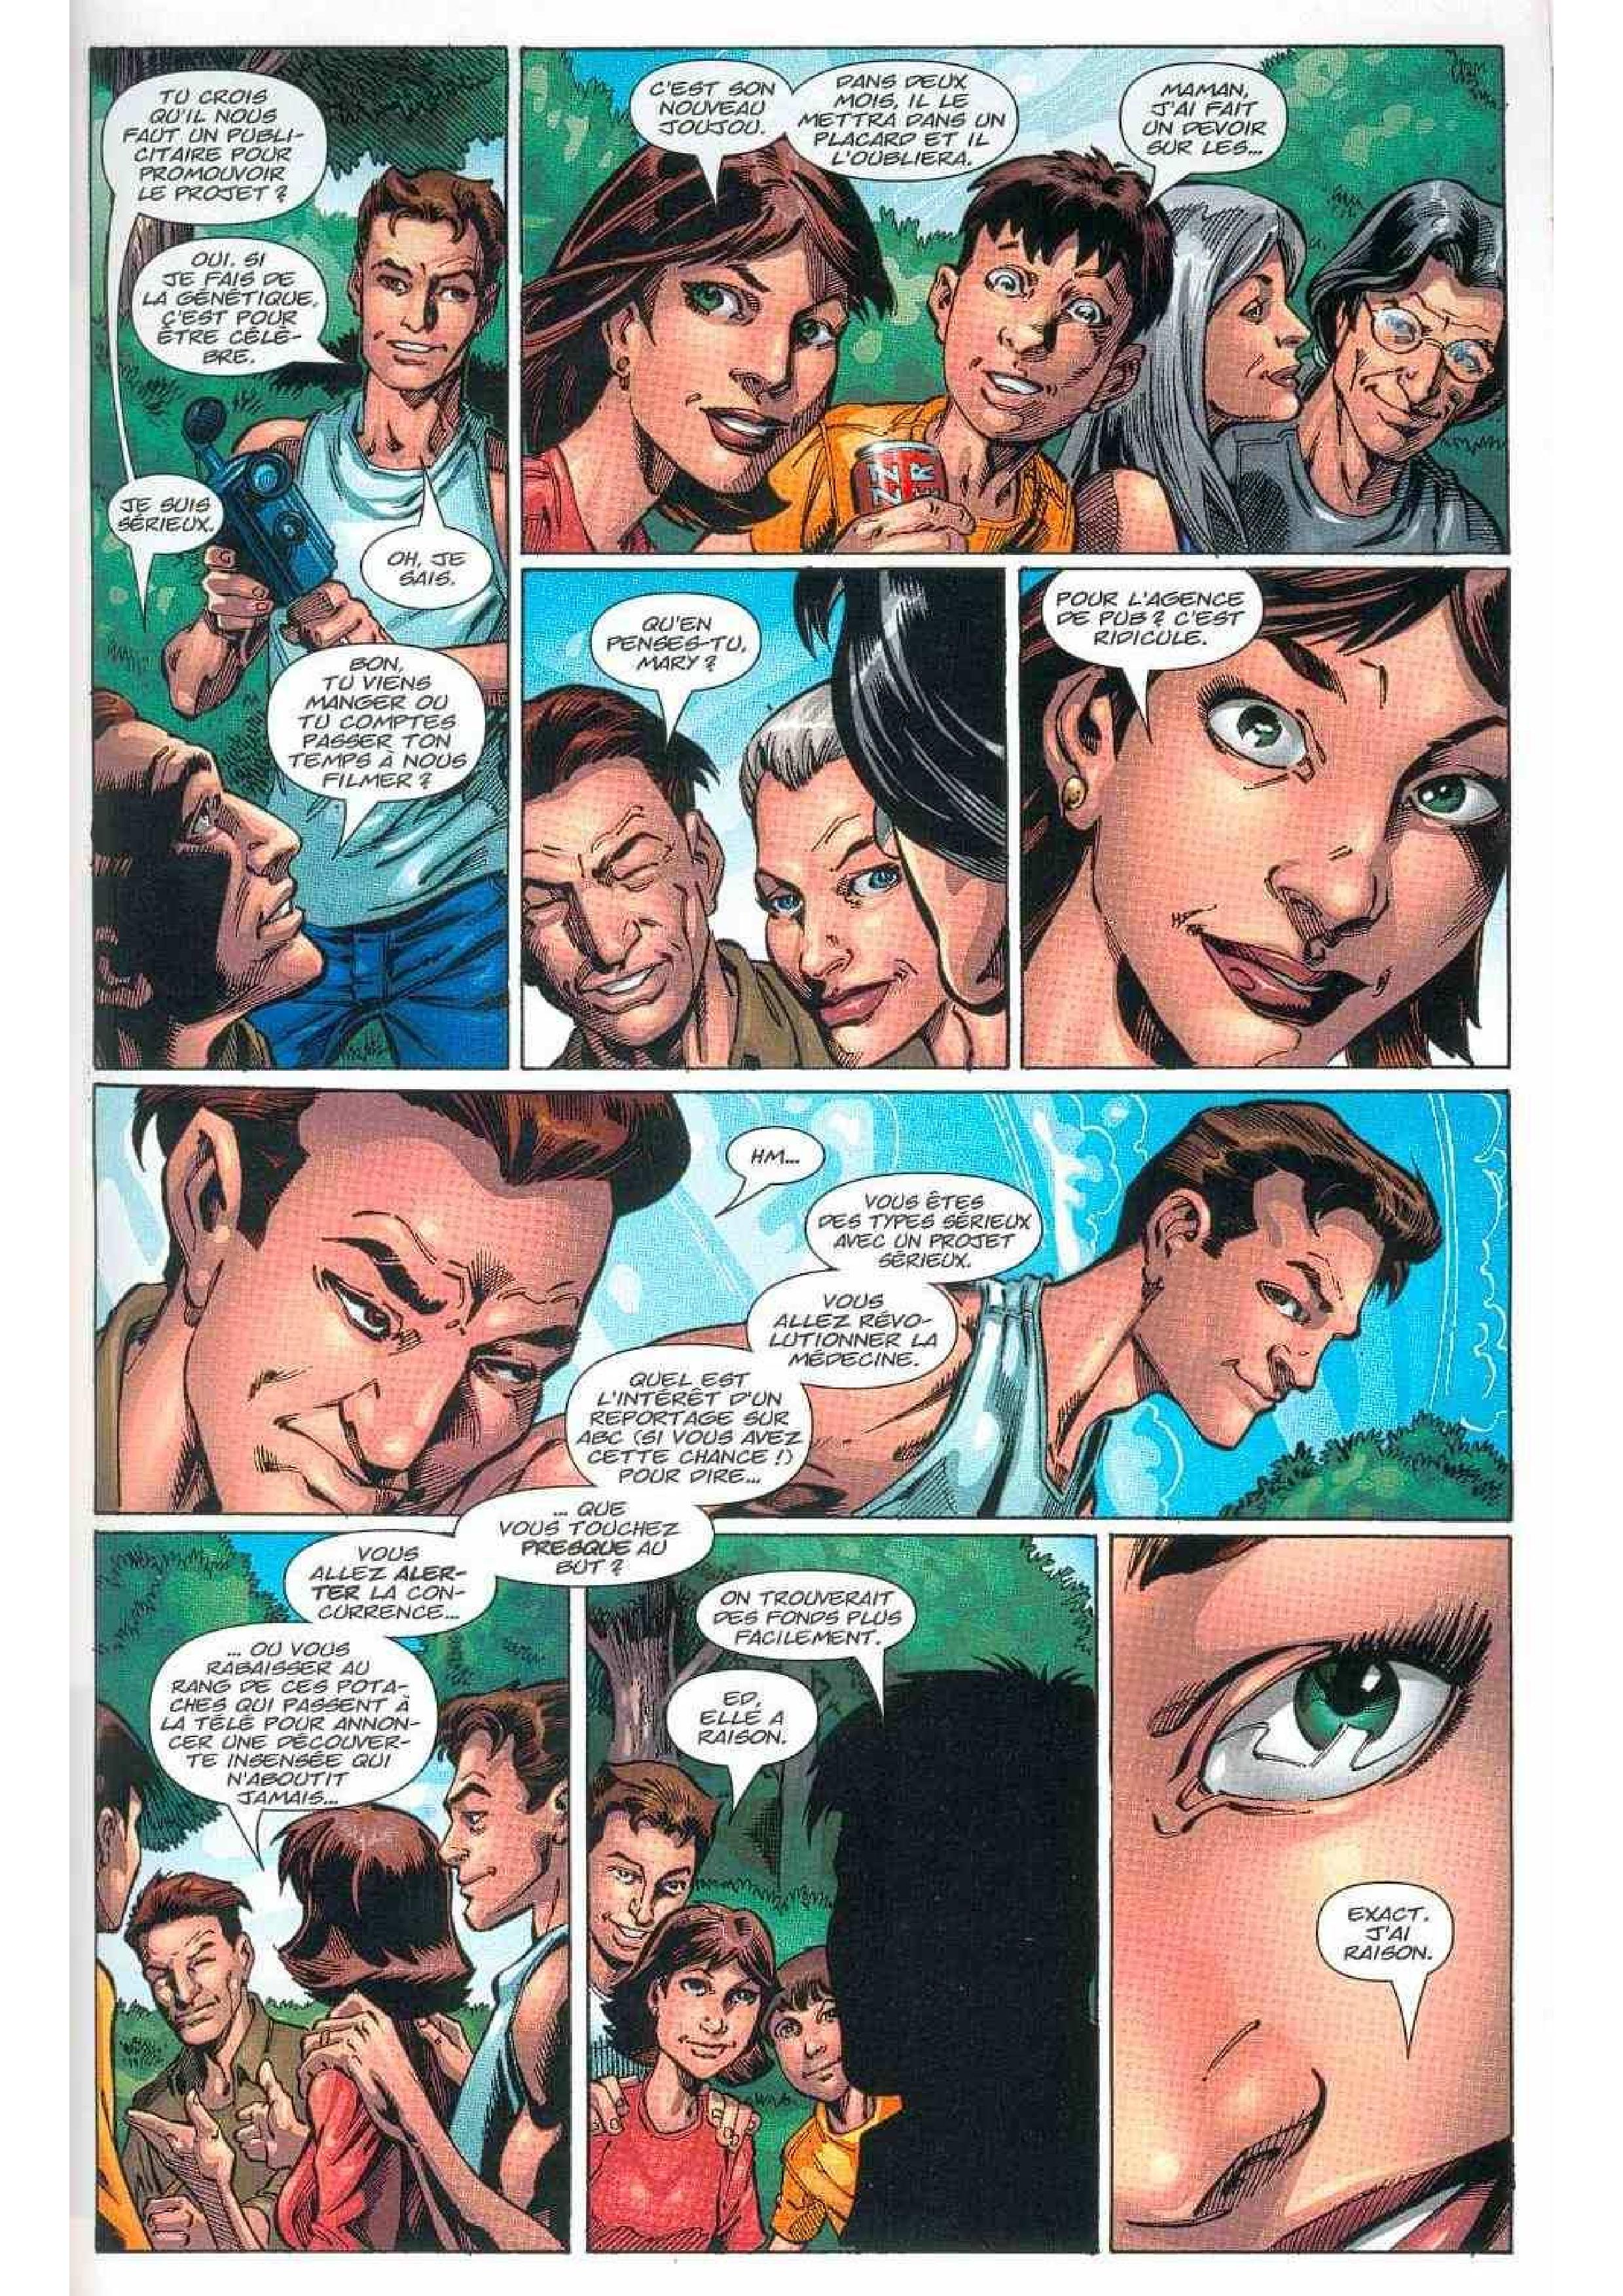 TU CROIS
QU'IL NOUS
FAUT UN PUBLI-
CITAIRE POUR
PROMOUVOIR
LE PROJET ?
OUI. SI
JE FAIS DE
LA GÉNÉTIQUE,
C'EST POUR
ÊTRE CÉLÈ-
BRE.
JE SUIS
SÉRIEUX.
OH, JE
SAIS.
BON,
TU VIENS
MANGER OU
TU COMPTES
PASSER TON
TEMPS A NOUS
FILMER ?
C'EST SON
NOUVEAU
JOUJOU.
DANS DEUX
MOIS, IL LE
METTRA DANS UN
PLACARD ET IL
L'OUBLIERA.
MAMAN,
J'AI FAIT
UN DEVOIR
SUR LES...
QU'EN
PENSES-TU,
MARY ?
POUR L'AGENCE
DE PUB ? C'EST
RIDICULE.
HM...
VOUS ÊTES
DES TYPES SÉRIEUX
AVEC UN PROJET
SÉRIEUX.
VOUS
ALLEZ RÉVO-
LUTIONNER LA
MÉDECINE.
QUEL EST
L'INTÉRÊT D'UN
REPORTAGE SUR
ABC (SI VOUS AVEZ
CETTE CHANCE !)
POUR DIRE...
... QUE
VOUS TOUCHEZ
PRESQUE AU
BUT ?
VOUS
ALLEZ ALER-
TER LA CON-
CURRENCE...
... OU VOUS
RABAISSER AU
RANG DE CES POTA-
CHES QUI PASSENT À
LA TÉLÉ POUR ANNON-
CER UNE DÉCOUVER-
TE INSENSÉE QUI
N'ABOUTIT
JAMAIS...
ON TROUVERAIT
DES FONDS PLUS
FACILEMENT.
ED,
ELLE A
RAISON.
EXACT.
J'AI
RAISON.